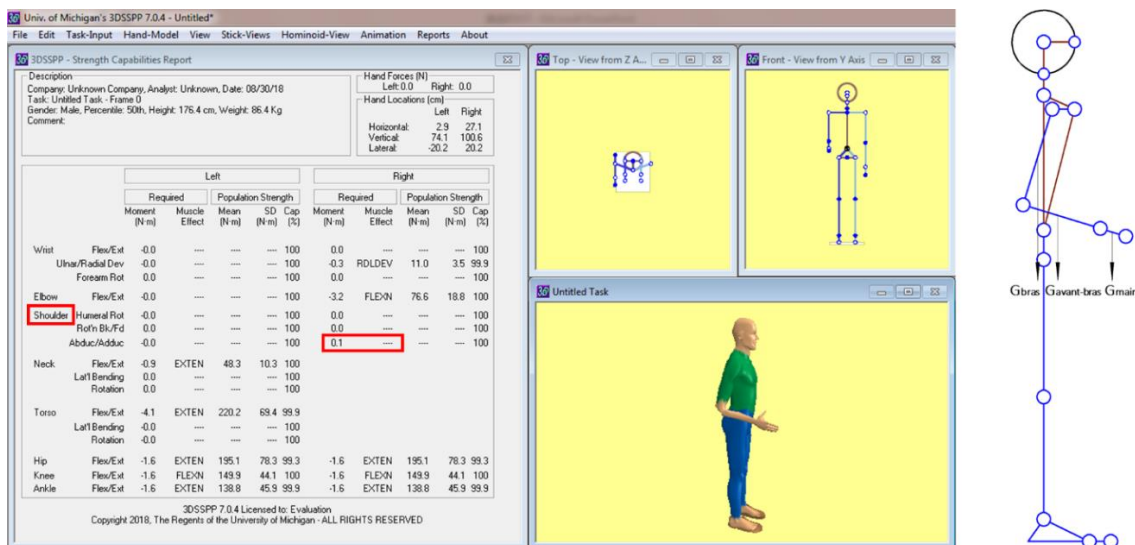 Univ. of Michigan's 3DSSPP 7.0.4 - Untitled*
File Edit Task-Input Hand-Model View Stick-Views Hominoid-View Animation Reports About
3DSSPP - Strength Capabilities Report
Description
Company: Unknown Company, Analyst: Unknown, Date: 08/30/18
Task: Untitled Task - Frame 0
Gender: Male, Percentile: 50th, Height: 176.4 cm, Weight: 86.4 Kg
Comment:
Hand Forces (N)
Left: 0.0 Right: 0.0
Hand Locations (cm)
Left Right
Horizontal: 2.9 27.1
Vertical: 74.1 100.6
Lateral: -20.2 20.2
Left Right
Required Population Strength Required Population Strength
Moment Muscle Mean SD Cap Moment Muscle Mean SD Cap
(N·m) Effect (N·m) (N·m) (%) (N·m) Effect (N·m) (N·m) (%)
Wrist Flex/Ext -0.0 ---- ---- ---- 100 0.0 ---- ---- ---- 100
Ulnar/Radial Dev -0.0 ---- ---- ---- 100 -0.3 RDLDEV 11.0 3.5 99.9
Forearm Rot -0.0 ---- ---- ---- 100 0.0 ---- ---- ---- 100
Elbow Flex/Ext -0.0 ---- ---- ---- 100 -3.2 FLEXN 76.6 18.8 100
Shoulder Humeral Rot 0.0 ---- ---- ---- 100 0.0 ---- ---- ---- 100
Rot'n Bk/Fd 0.0 ---- ---- ---- 100 0.0 ---- ---- ---- 100
Abduc/Adduc -0.0 ---- ---- ---- 100 0.1 ---- ---- ---- 100
Neck Flex/Ext -0.9 EXTEN 48.3 10.3 100
Lat'l Bending 0.0 ---- ---- ---- 100
Rotation 0.0 ---- ---- ---- 100
Torso Flex/Ext -4.1 EXTEN 220.2 69.4 99.9
Lat'l Bending -0.0 ---- ---- ---- 100
Rotation -0.0 ---- ---- ---- 100
Hip Flex/Ext -1.6 EXTEN 195.1 78.3 99.3 -1.6 EXTEN 195.1 78.3 99.3
Knee Flex/Ext -1.6 FLEXN 149.9 44.1 100 -1.6 FLEXN 149.9 44.1 100
Ankle Flex/Ext -1.6 EXTEN 138.8 45.9 99.9 -1.6 EXTEN 138.8 45.9 99.9
3DSSPP 7.0.4 Licensed to: Evaluation
Copyright 2018, The Regents of the University of Michigan - ALL RIGHTS RESERVED
Top - View from Z A...
Front - View from Y Axis
Untitled Task
Gbras Gavant-bras Gmain